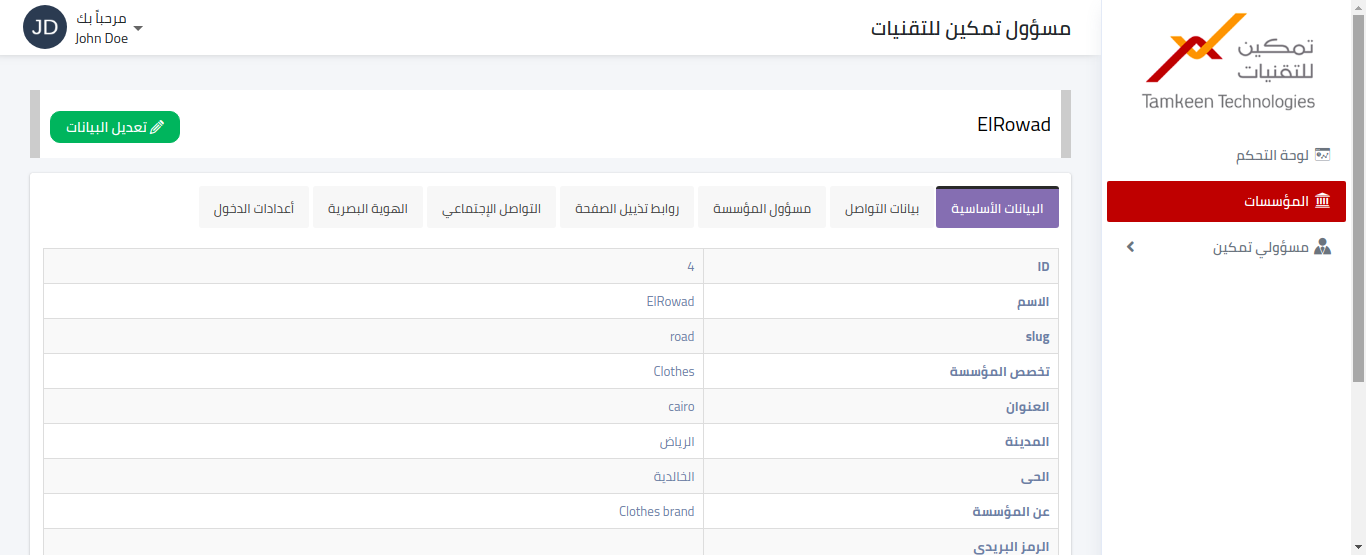 تمكين
للتقنيات
Tamkeen Technologies
مسؤول تمكين للتقنيات
مرحباً بك
John Doe
JD
لوحة التحكم
المؤسسات
مسؤولي تمكين
ElRowad
تعديل البيانات
البيانات الأساسية
بيانات التواصل
مسؤول المؤسسة
روابط تذييل الصفحة
التواصل الإجتماعي
الهوية البصرية
أعدادات الدخول
ID 4
الاسم ElRowad
slug road
تخصص المؤسسة Clothes
العنوان cairo
المدينة الرياض
الحى الخالدية
عن المؤسسة Clothes brand
الرمز البريدى